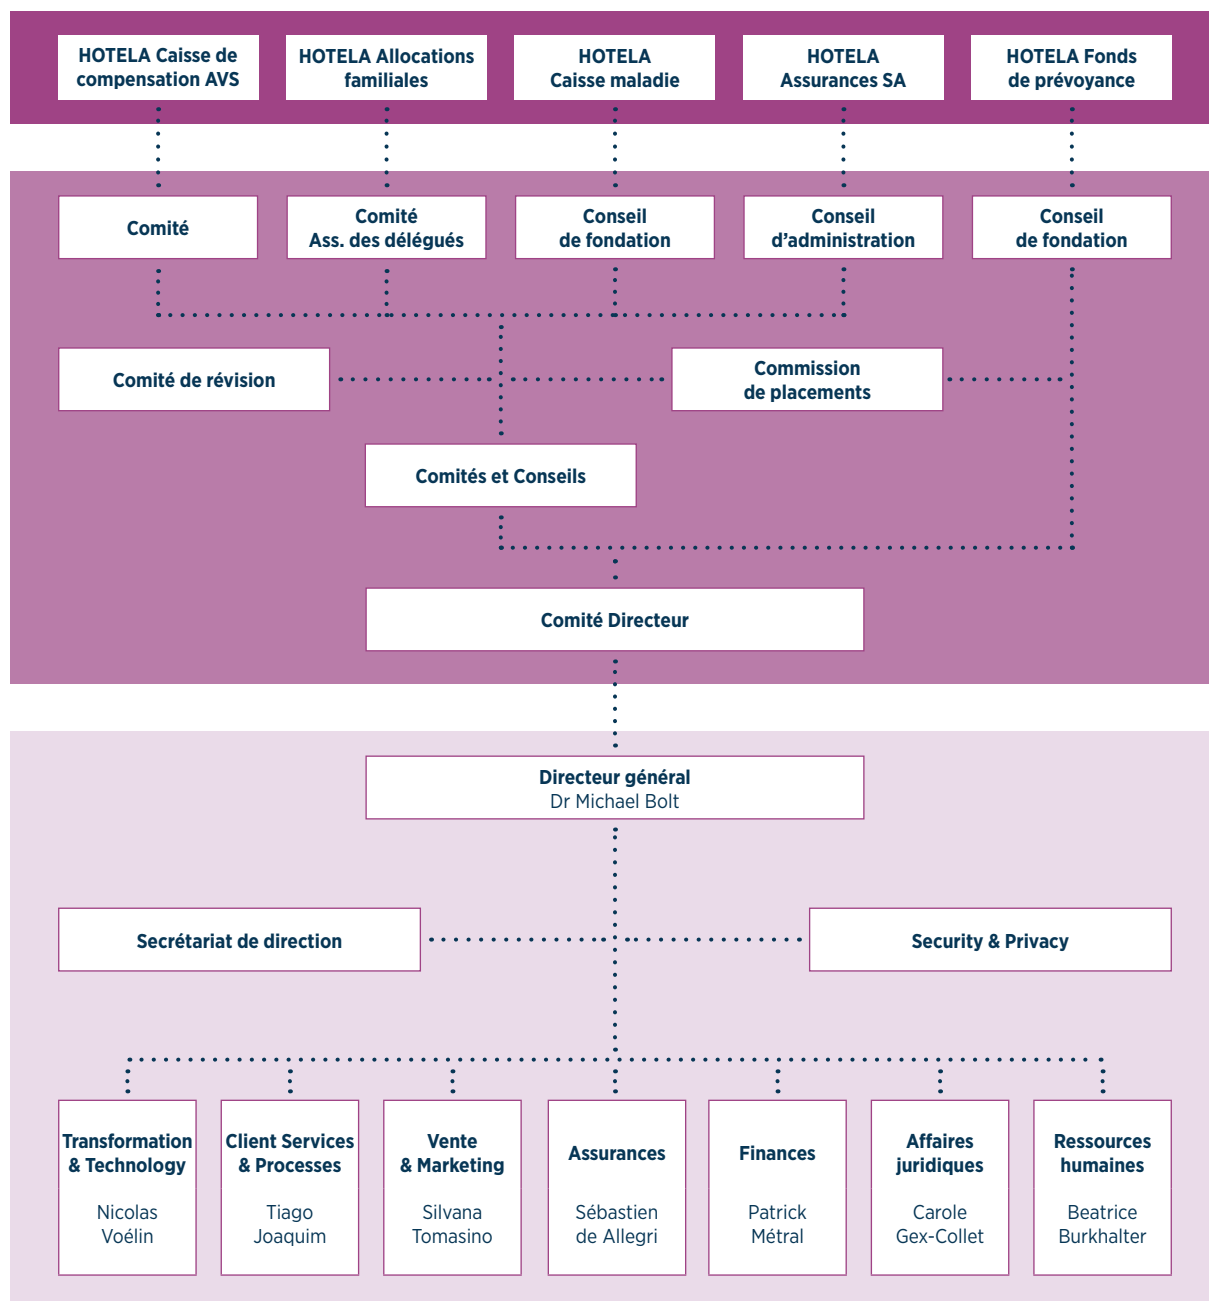 HOTELA Caisse de
compensation AVS
HOTELA Allocations
familiales
HOTELA
Caisse maladie
HOTELA
Assurances SA
HOTELA Fonds
de prévoyance
Comité
Comité
Ass. des délégués
Conseil
de fondation
Conseil
d’administration
Conseil
de fondation
Comité de révision
Commission
de placements
Comités et Conseils
Comité Directeur
Directeur général
Dr Michael Bolt
Secrétariat de direction
Security & Privacy
Transformation
& Technology
Nicolas
Voélin
Client Services
& Processes
Tiago
Joaquim
Vente
& Marketing
Silvana
Tomasino
Assurances
Sébastien
de Allegri
Finances
Patrick
Métral
Affaires
juridiques
Carole
Gex-Collet
Ressources
humaines
Beatrice
Burkhalter